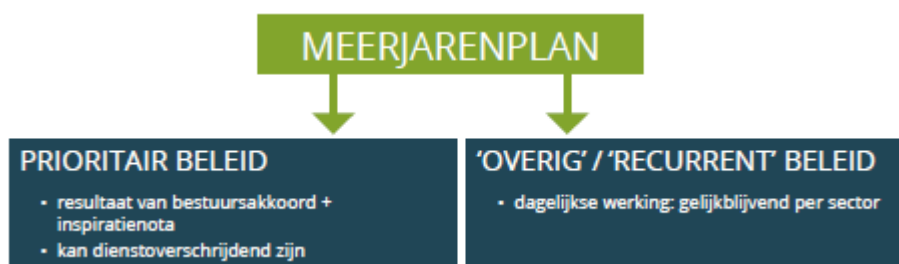 MEERJARENPLAN
PRIORITAIR BELEID
• resultaat van bestuursakkoord +
inspiratienota
• kan dienstoverschrijdend zijn
‘OVERIG’ / ‘RECURRENT’ BELEID
• dagelijkse werking: gelijkblijvend per sector